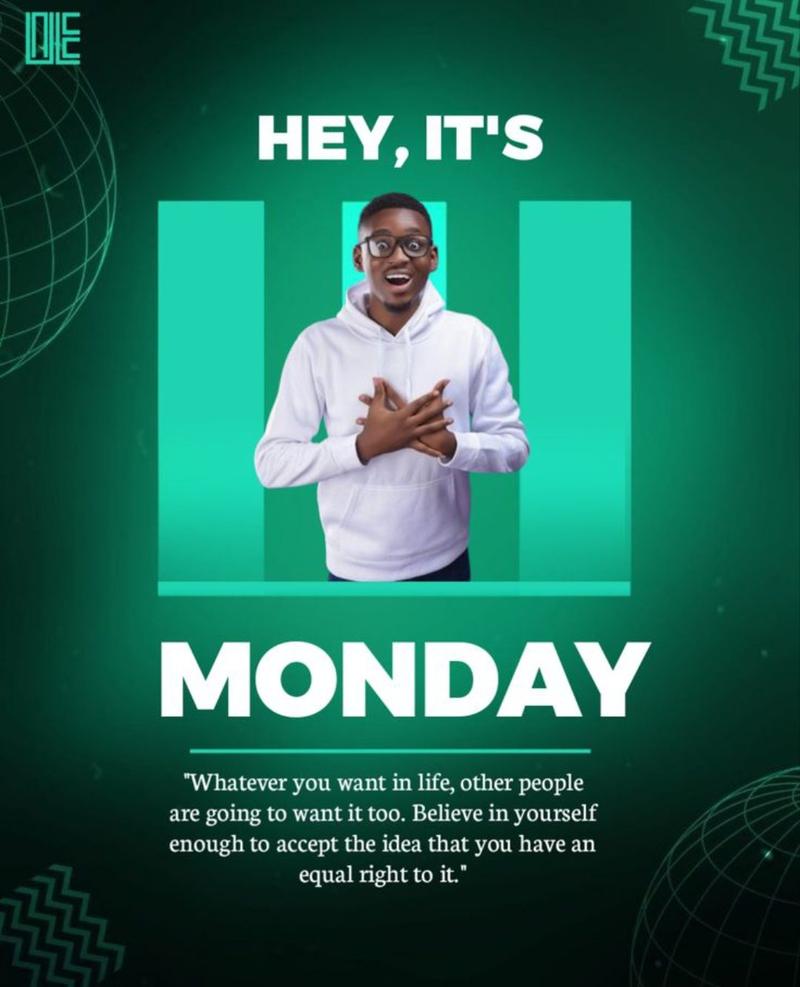 HEY, IT'S
MONDAY
"Whatever you want in life, other people
are going to want it too. Believe in yourself
enough to accept the idea that you have an
equal right to it."